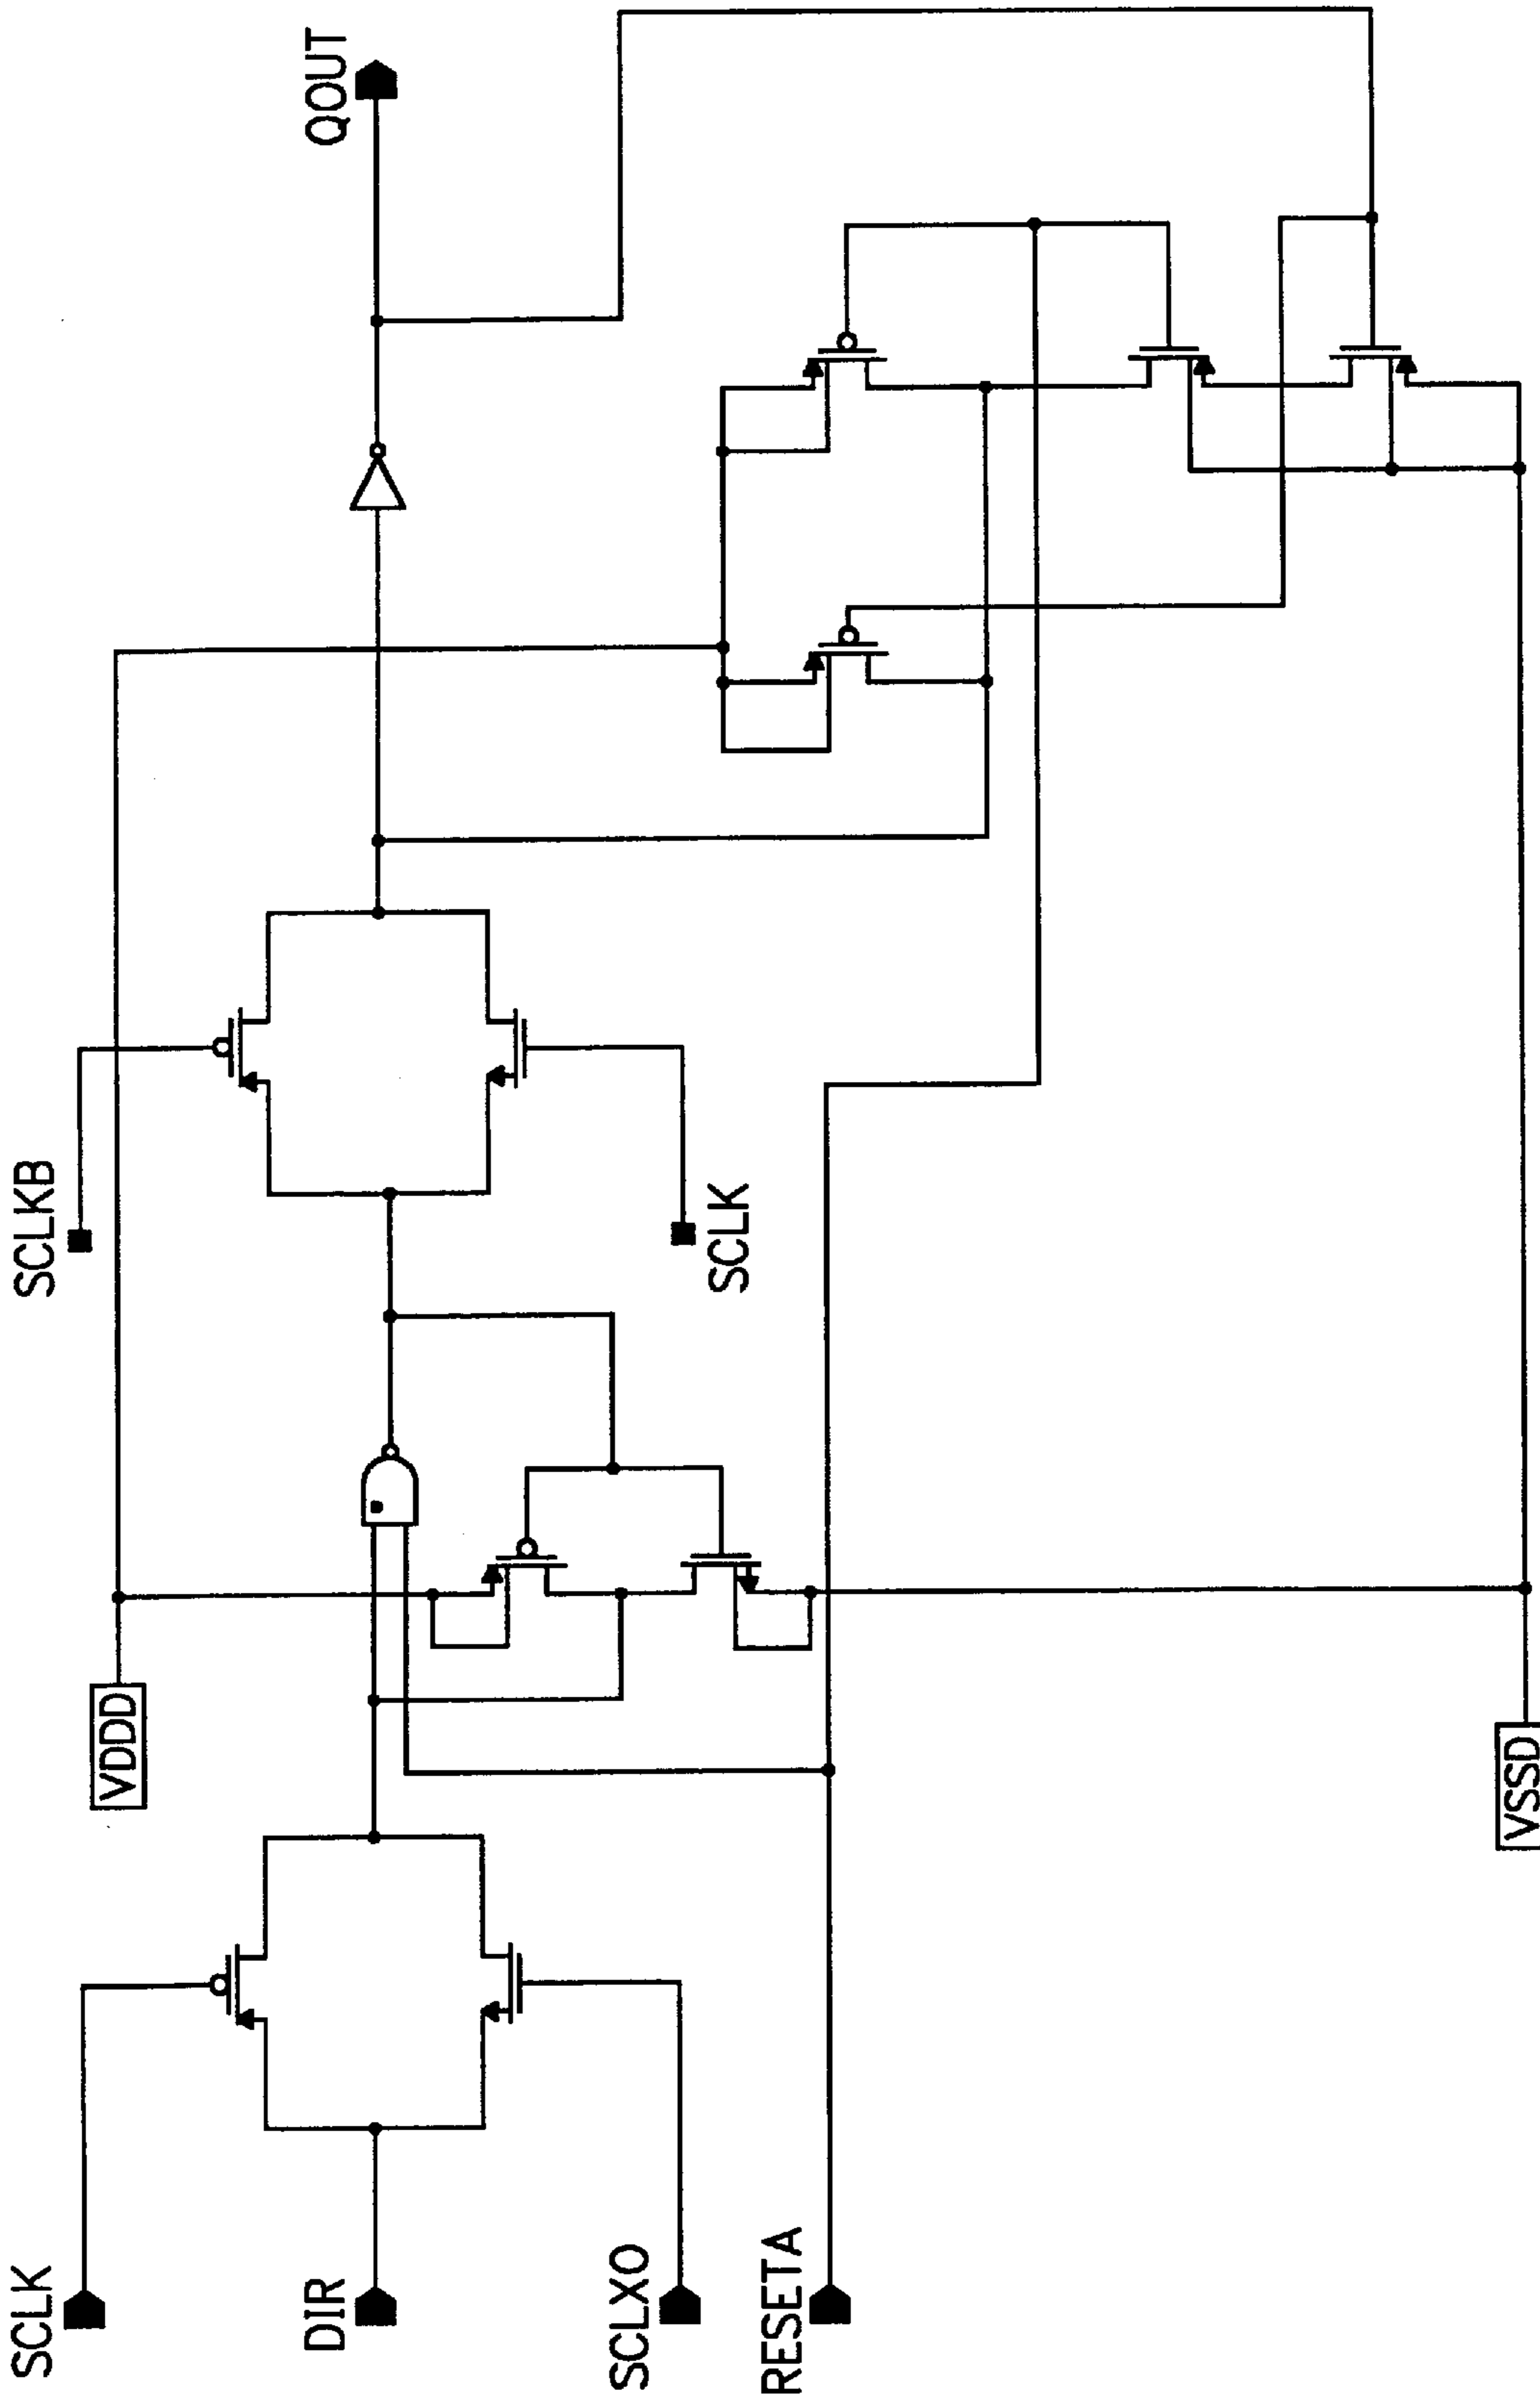 SCLK
DIR
SCLXO
RESETA
VDDD
VSSD
SCLKB
SCLK
QOUT